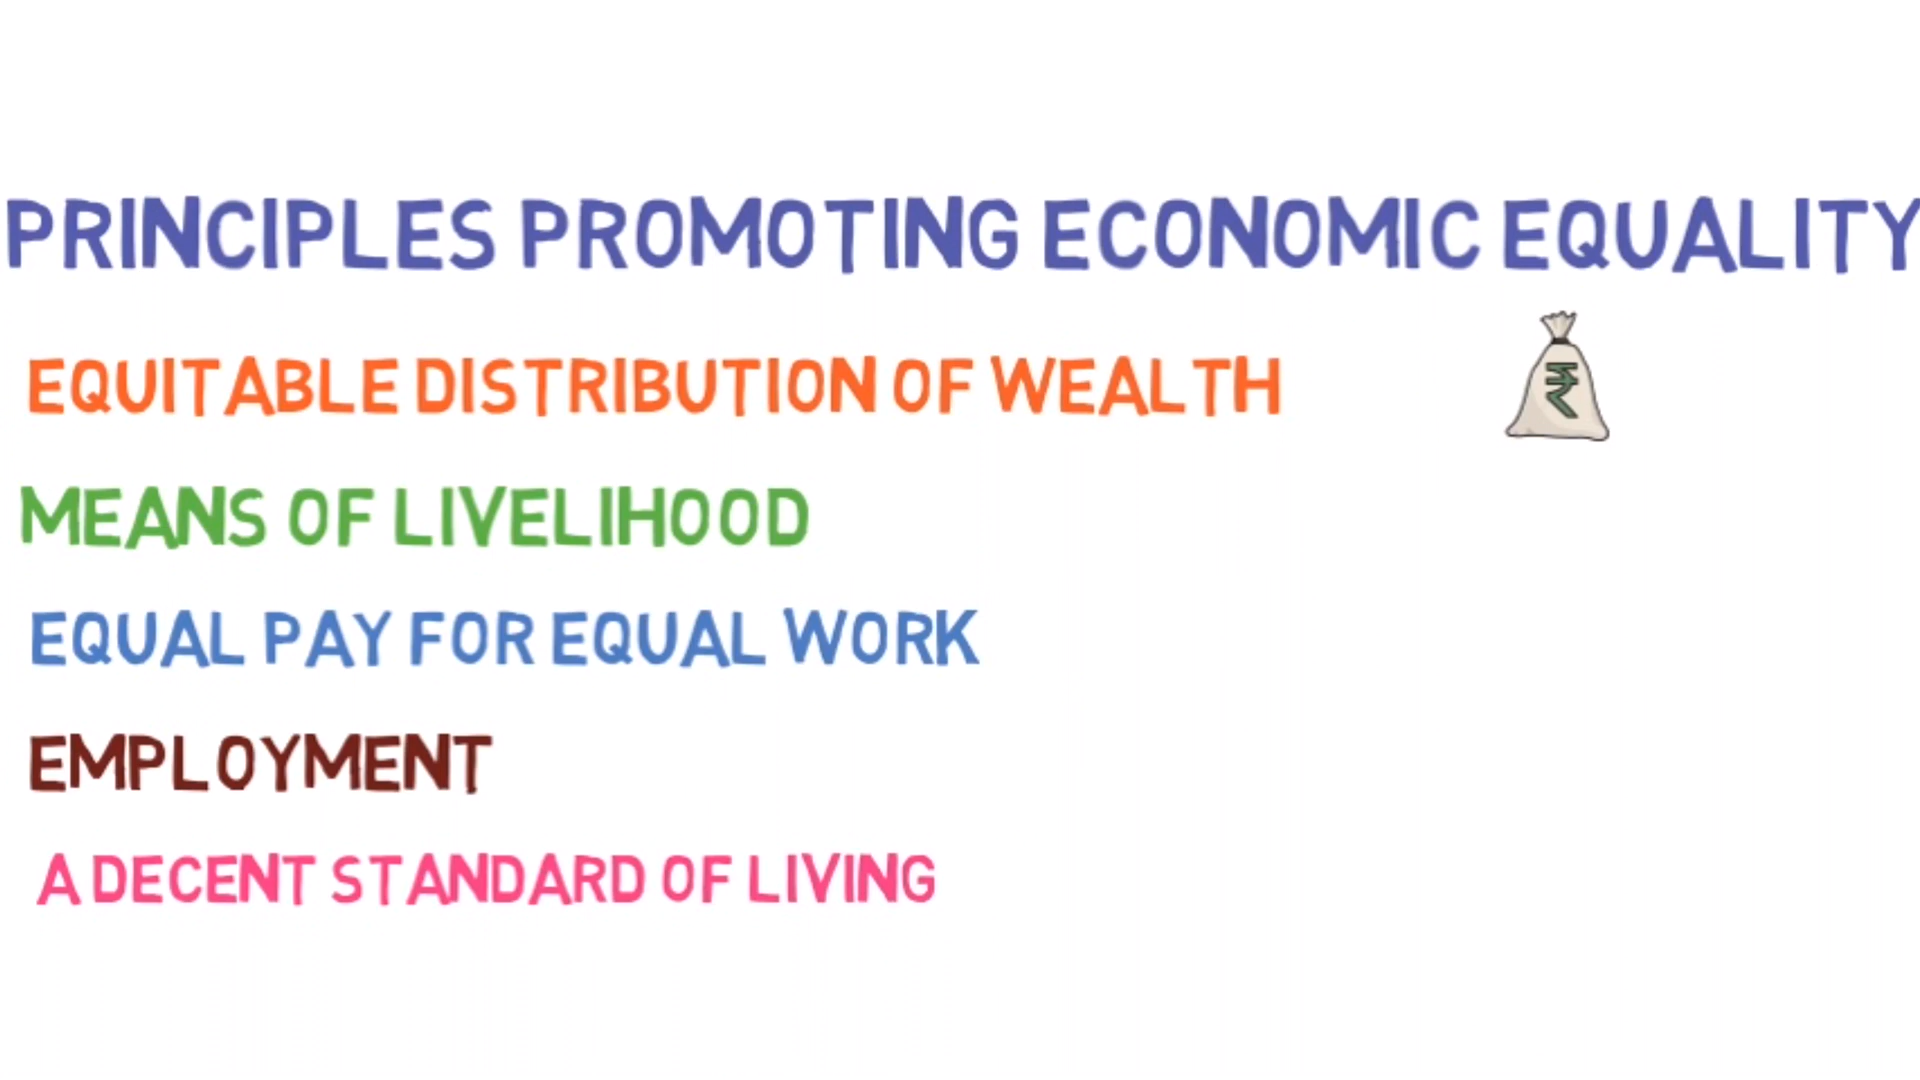 PRINCIPLES PROMOTING ECONOMIC EQUALITY
EQUITABLE DISTRIBUTION OF WEALTH
₹
MEANS OF LIVELIHOOD
EQUAL PAY FOR EQUAL WORK
EMPLOYMENT
A DECENT STANDARD OF LIVING